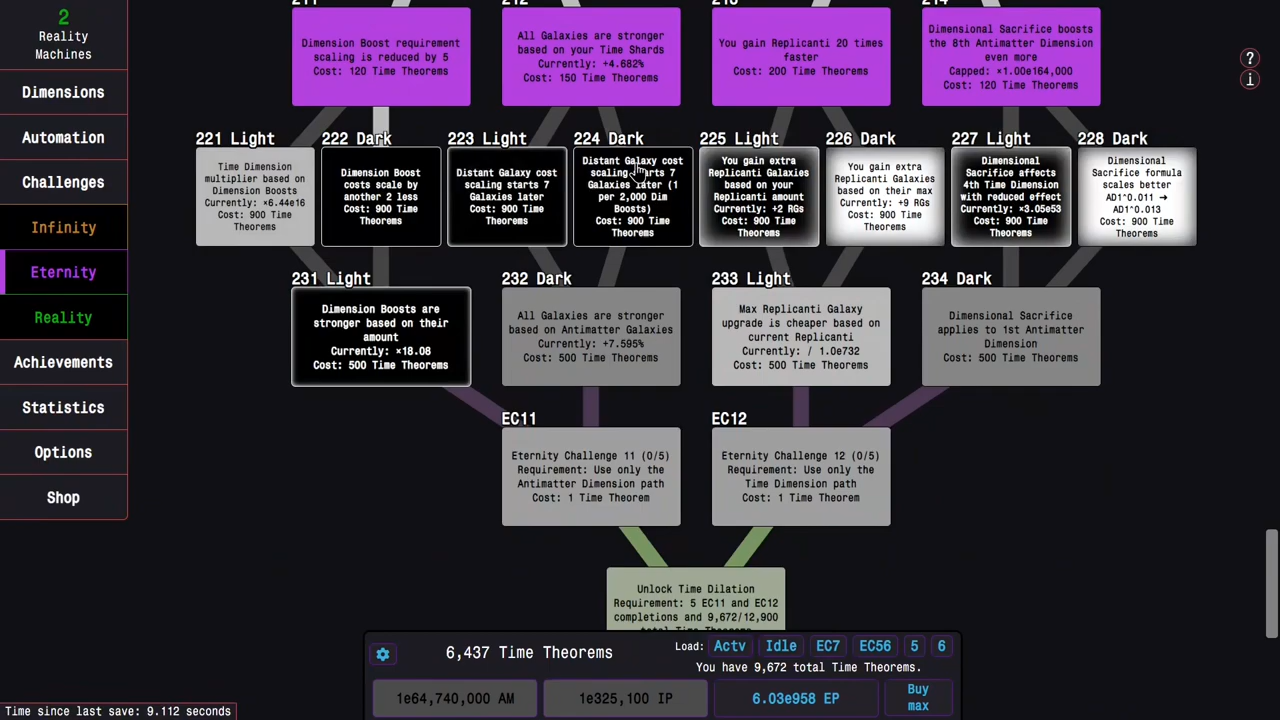 2
Reality
Machines
Dimensions
Automation
Challenges
Infinity
Eternity
Reality
Achievements
Statistics
Options
Shop
211
212
213
214
Dimension Boost requirement
scaling is reduced by 5
Cost: 120 Time Theorems
All Galaxies are stronger
based on your Time Shards
Currently: +4.682%
Cost: 150 Time Theorems
You gain Replicanti 20 times
faster
Cost: 200 Time Theorems
Dimensional Sacrifice boosts
the 8th Antimatter Dimension
even more
Capped: ×1.00e164,000
Cost: 120 Time Theorems
?
i
221 Light
Time Dimension
multiplier based on
Dimension Boosts
Currently: ×6.44e16
Cost: 900 Time
Theorems
222 Dark
Dimension Boost
costs scale by
another 2 less
Cost: 900 Time
Theorems
223 Light
Distant Galaxy cost
scaling starts 7
Galaxies later
Cost: 900 Time
Theorems
224 Dark
Distant Galaxy cost
scaling starts 7
Galaxies later (1
per 2,000 Dim
Boosts)
Cost: 900 Time
Theorems
225 Light
You gain extra
Replicanti Galaxies
based on your
Replicanti amount
Currently: +2 RGs
Cost: 900 Time
Theorems
226 Dark
You gain extra
Replicanti Galaxies
based on their max
Currently: +9 RGs
Cost: 900 Time
Theorems
227 Light
Dimensional
Sacrifice affects
4th Time Dimension
with reduced effect
Currently: ×3.05e53
Cost: 900 Time
Theorems
228 Dark
Dimensional
Sacrifice formula
scales better
AD1^0.011 →
AD1^0.013
Cost: 900 Time
Theorems
231 Light
Dimension Boosts are
stronger based on their
amount
Currently: ×18.08
Cost: 500 Time Theorems
232 Dark
All Galaxies are stronger
based on Antimatter Galaxies
Currently: +7.595%
Cost: 500 Time Theorems
233 Light
Max Replicanti Galaxy
upgrade is cheaper based on
current Replicanti
Currently: / 1.0e732
Cost: 500 Time Theorems
234 Dark
Dimensional Sacrifice
applies to 1st Antimatter
Dimension
Cost: 500 Time Theorems
EC11
Eternity Challenge 11 (0/5)
Requirement: Use only the
Antimatter Dimension path
Cost: 1 Time Theorem
EC12
Eternity Challenge 12 (0/5)
Requirement: Use only the
Time Dimension path
Cost: 1 Time Theorem
Unlock Time Dilation
Requirement: 5 EC11 and EC12
completions and 9,672/12,900
total Time Theorems
6,437 Time Theorems
Load: Actv Idle EC7 EC56 5 6
You have 9,672 total Time Theorems.
1e64,740,000 AM
1e325,100 IP
6.03e958 EP
Buy
max
Time since last save: 9.112 seconds